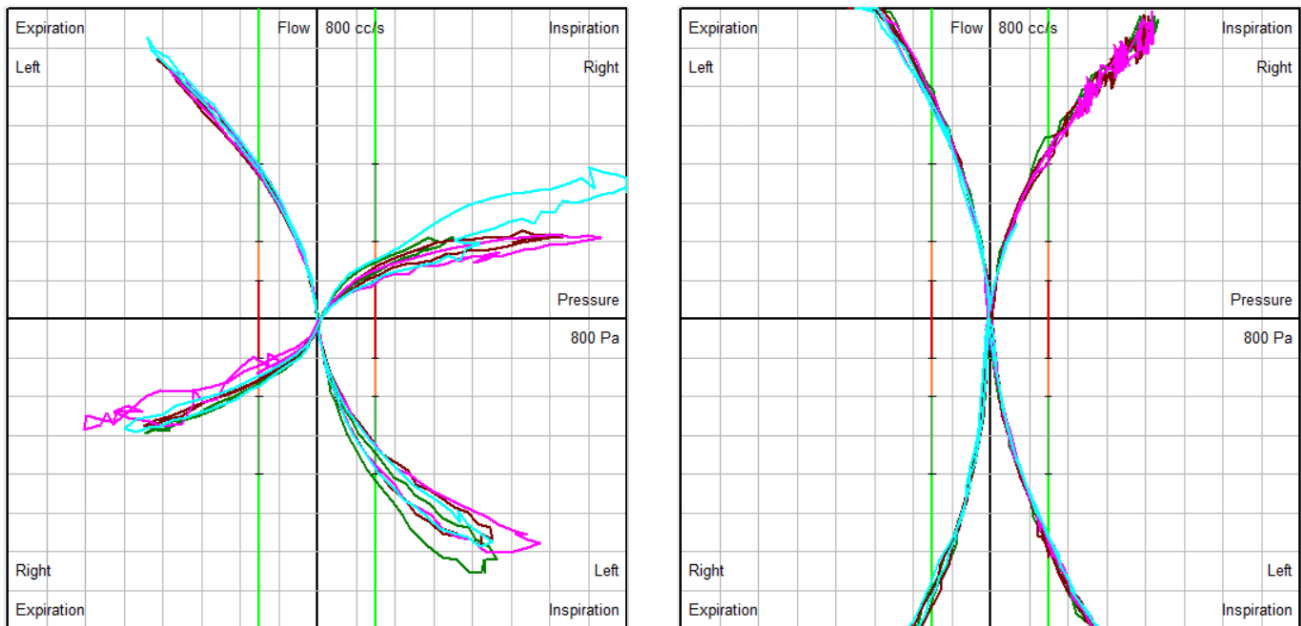 Expiration Flow 800 cc/s Inspiration
Left Right
Pressure
800 Pa
Right Left
Expiration Inspiration
Expiration Flow 800 cc/s Inspiration
Left Right
Pressure
800 Pa
Right Left
Expiration Inspiration